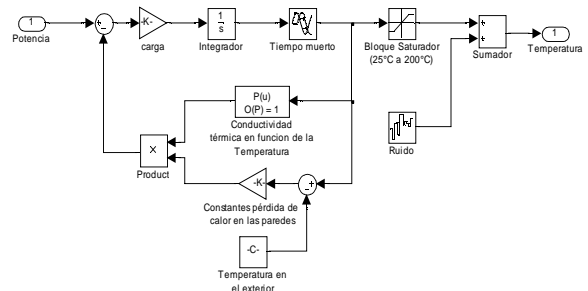 1
Potencia
-K-
carga
1
s
Integrador
Tiempo muerto
Bloque Saturador
(25°C a 200°C)
Sumador
1
Temperatura
P(u)
O(P) = 1
Conductividad
térmica en funcion de la
Temperatura
Ruido
X
Product
-K-
Constantes pérdida de
calor en las paredes
-C-
Temperatura en
el exterior